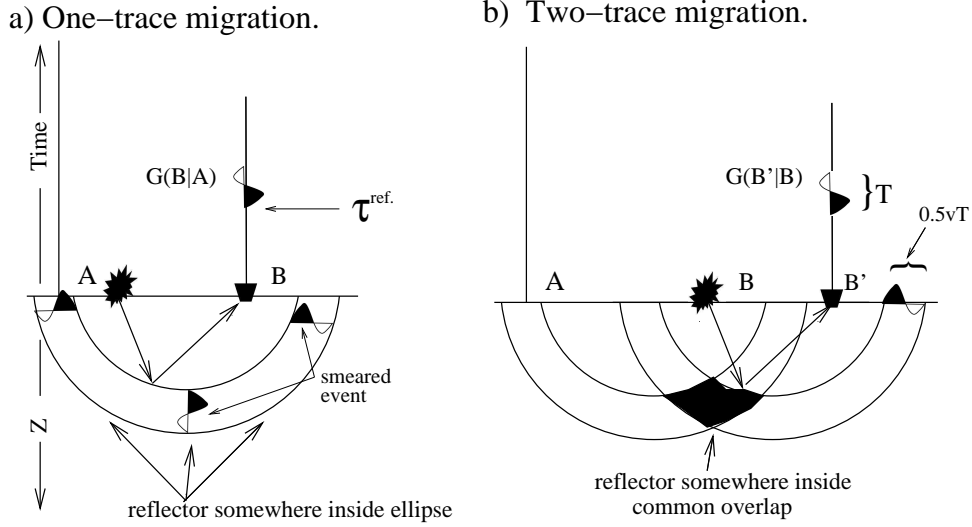 a) One−trace migration.
Time
G(B|A)
τ ref.
A
B
smeared
event
Z
reflector somewhere inside ellipse
b) Two−trace migration.
G(B’|B)
}T
0.5vT
A
B
B’
reflector somewhere inside
common overlap